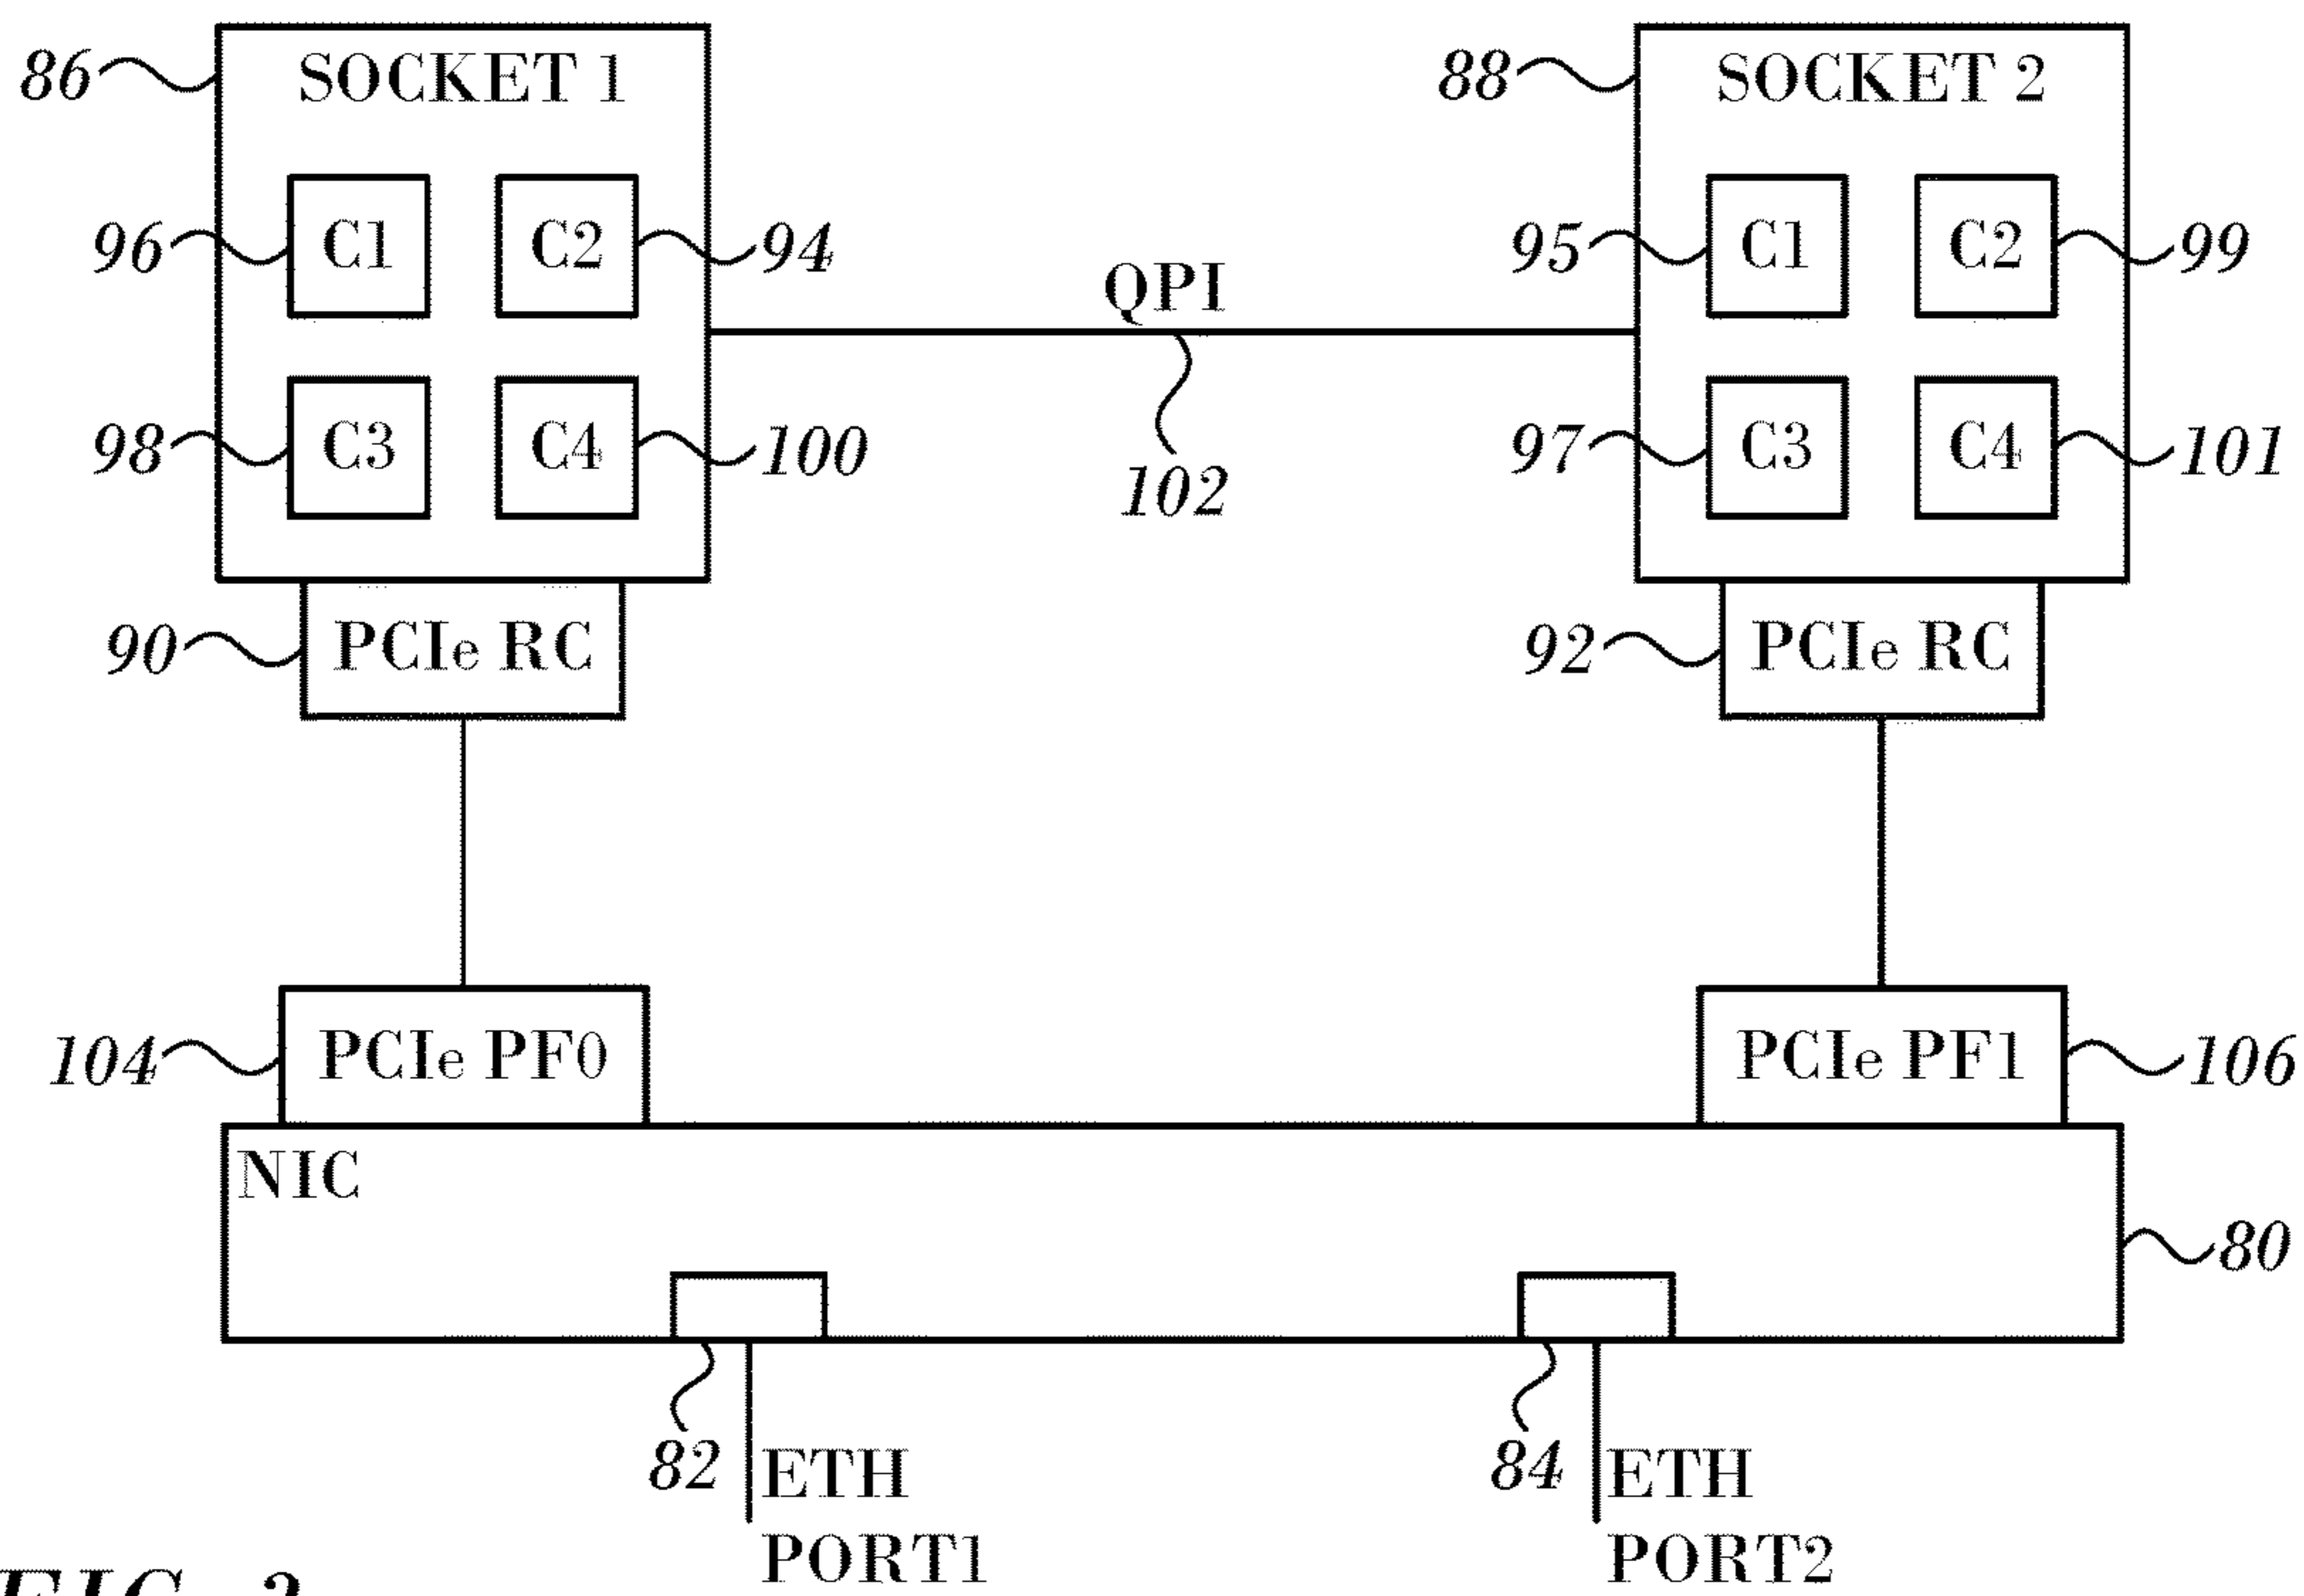 86 SOCKET 1 88 SOCKET 2
96 C1 C2 94 QPI 95 C1 C2 99
98 C3 C4 100 102 97 C3 C4 101
90 PCIe RC 92 PCIe RC
104 PCIe PF0 PCIe PF1 106
NIC
80
82 ETH 84 ETH
PORT1 PORT2